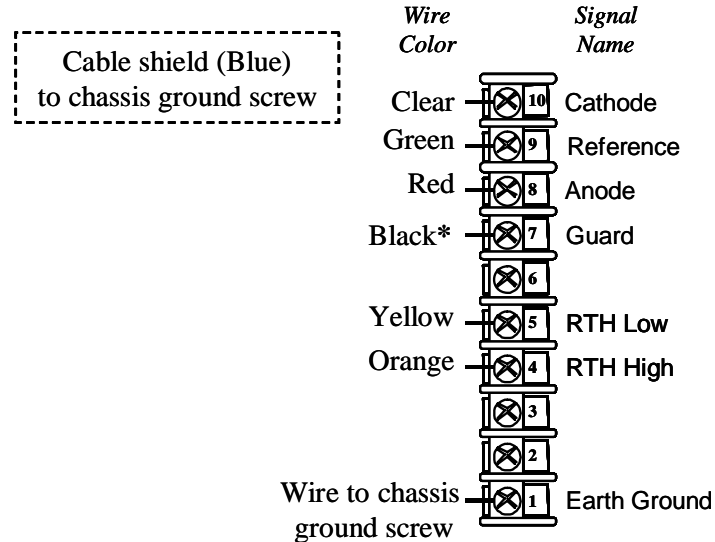 Wire
Color
Signal
Name
Cable shield (Blue)
to chassis ground screw
Clear 10 Cathode
Green 9 Reference
Red 8 Anode
Black* 7 Guard
6
Yellow 5 RTH Low
Orange 4 RTH High
3
2
Wire to chassis
ground screw
1 Earth Ground